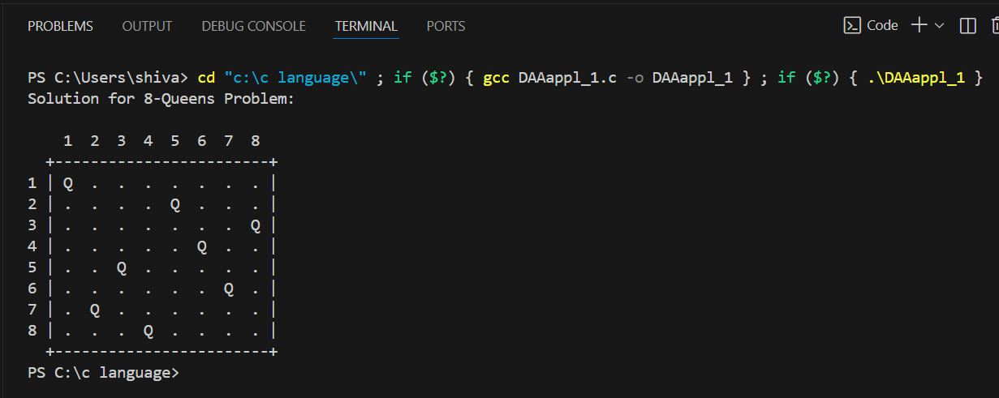 PROBLEMS OUTPUT DEBUG CONSOLE TERMINAL PORTS Code
PS C:\Users\shiva> cd "c:\c language\" ; if ($?) { gcc DAAappl_1.c -o DAAappl_1 } ; if ($?) { .\DAAappl_1 }
Solution for 8-Queens Problem:
    1  2  3  4  5  6  7  8
  +------------------------+
1 | Q  .  .  .  .  .  .  . |
2 | .  .  .  .  Q  .  .  . |
3 | .  .  .  .  .  .  .  Q |
4 | .  .  .  .  .  Q  .  . |
5 | .  .  Q  .  .  .  .  . |
6 | .  .  .  .  .  .  Q  . |
7 | .  Q  .  .  .  .  .  . |
8 | .  .  .  Q  .  .  .  . |
  +------------------------+
PS C:\c language>